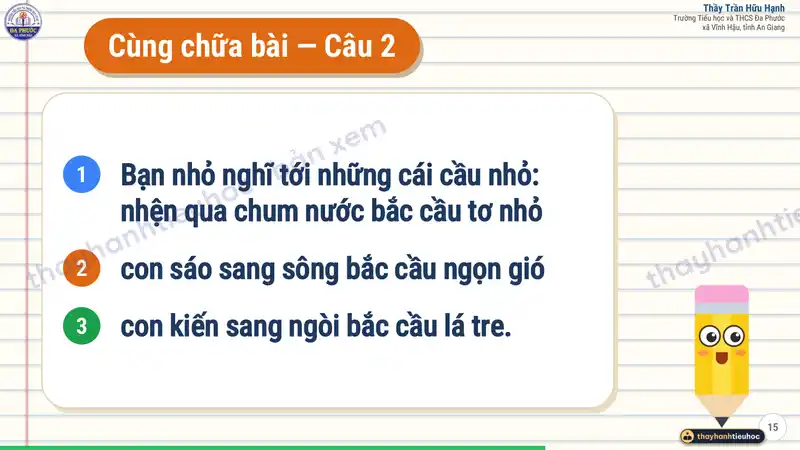 Thầy Trần Hữu Hạnh
Trường Tiểu học và THCS Đa Phước
xã Vĩnh Hậu, tỉnh An Giang
ĐA PHƯỚC
Cùng chữa bài – Câu 2
1 Bạn nhỏ nghĩ tới những cái cầu nhỏ:
nhện qua chum nước bắc cầu tơ nhỏ
2 con sáo sang sông bắc cầu ngọn gió
3 con kiến sang ngòi bắc cầu lá tre.
thayhanhtieuhoc
15
thayhanhtieuhoc